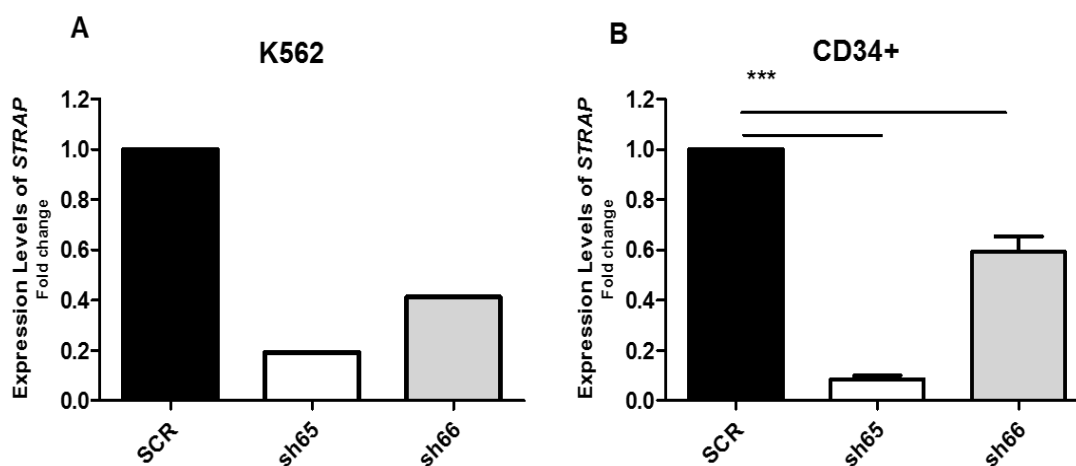 A
K562
Expression Levels of STRAP
Fold change
1.2
1.0
0.8
0.6
0.4
0.2
0.0
SCR
sh65
sh66
B
CD34+
***
Expression Levels of STRAP
Fold change
1.2
1.0
0.8
0.6
0.4
0.2
0.0
SCR
sh65
sh66